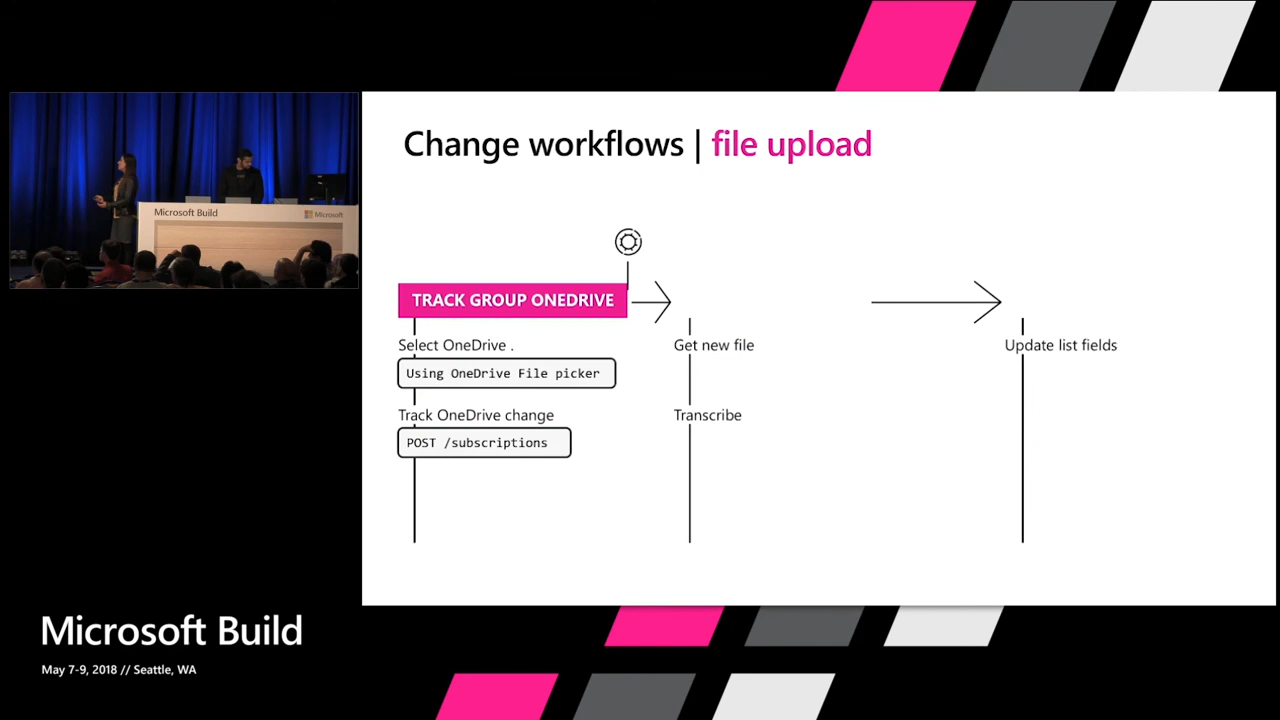 Change workflows | file upload
Microsoft Build
Microsoft
TRACK GROUP ONEDRIVE
Select OneDrive .
Using OneDrive File picker
Track OneDrive change
POST /subscriptions
Get new file
Transcribe
Update list fields
Microsoft Build
May 7-9, 2018 // Seattle, WA